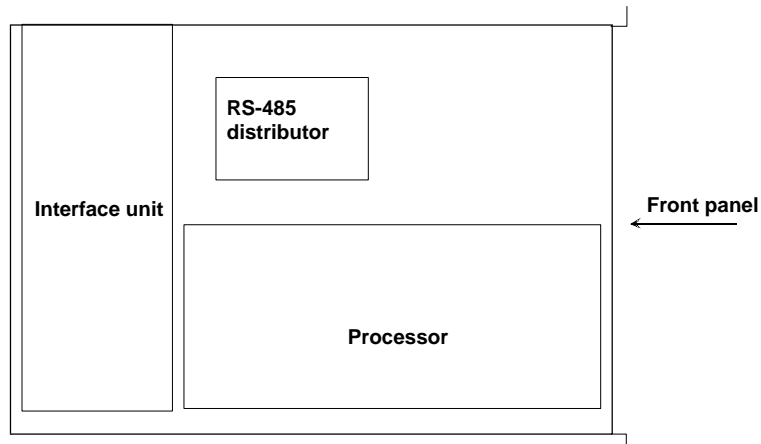 RS-485
distributor
Interface unit
Front panel
Processor